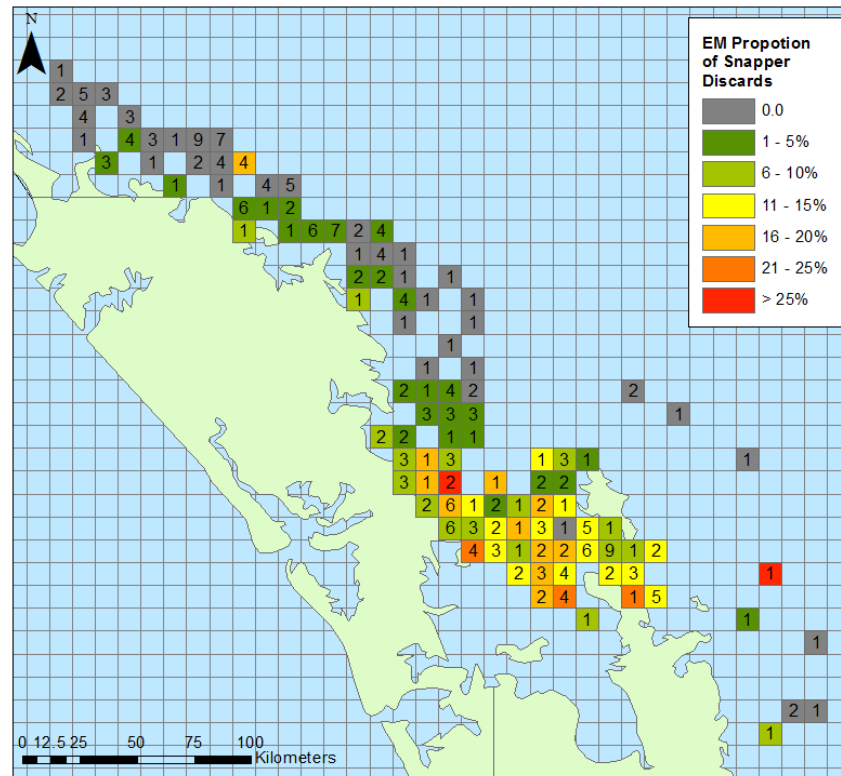 N
EM Propotion
of Snapper
Discards
0.0
1 - 5%
6 - 10%
11 - 15%
16 - 20%
21 - 25%
> 25%
1
2 5 3
4 3
1 4 3 1 9 7
3 1 2 4 4
1 1 4 5
6 1 2
1 1 6 7 2 4
1 4 1
2 2 1 1
1 4 1 1
1 1
1
1 1
2 1 4 2 2
3 3 3 1
2 2 1 1
3 1 3 1 3 1 1
3 1 2 1 2 2
2 6 1 2 1 2 1
6 3 2 1 3 1 5 1
4 3 1 2 2 6 9 1 2
2 3 4 2 3 1
2 4 1 5
1 1
1
2 1
1
0 12.5 25 50 75 100
Kilometers